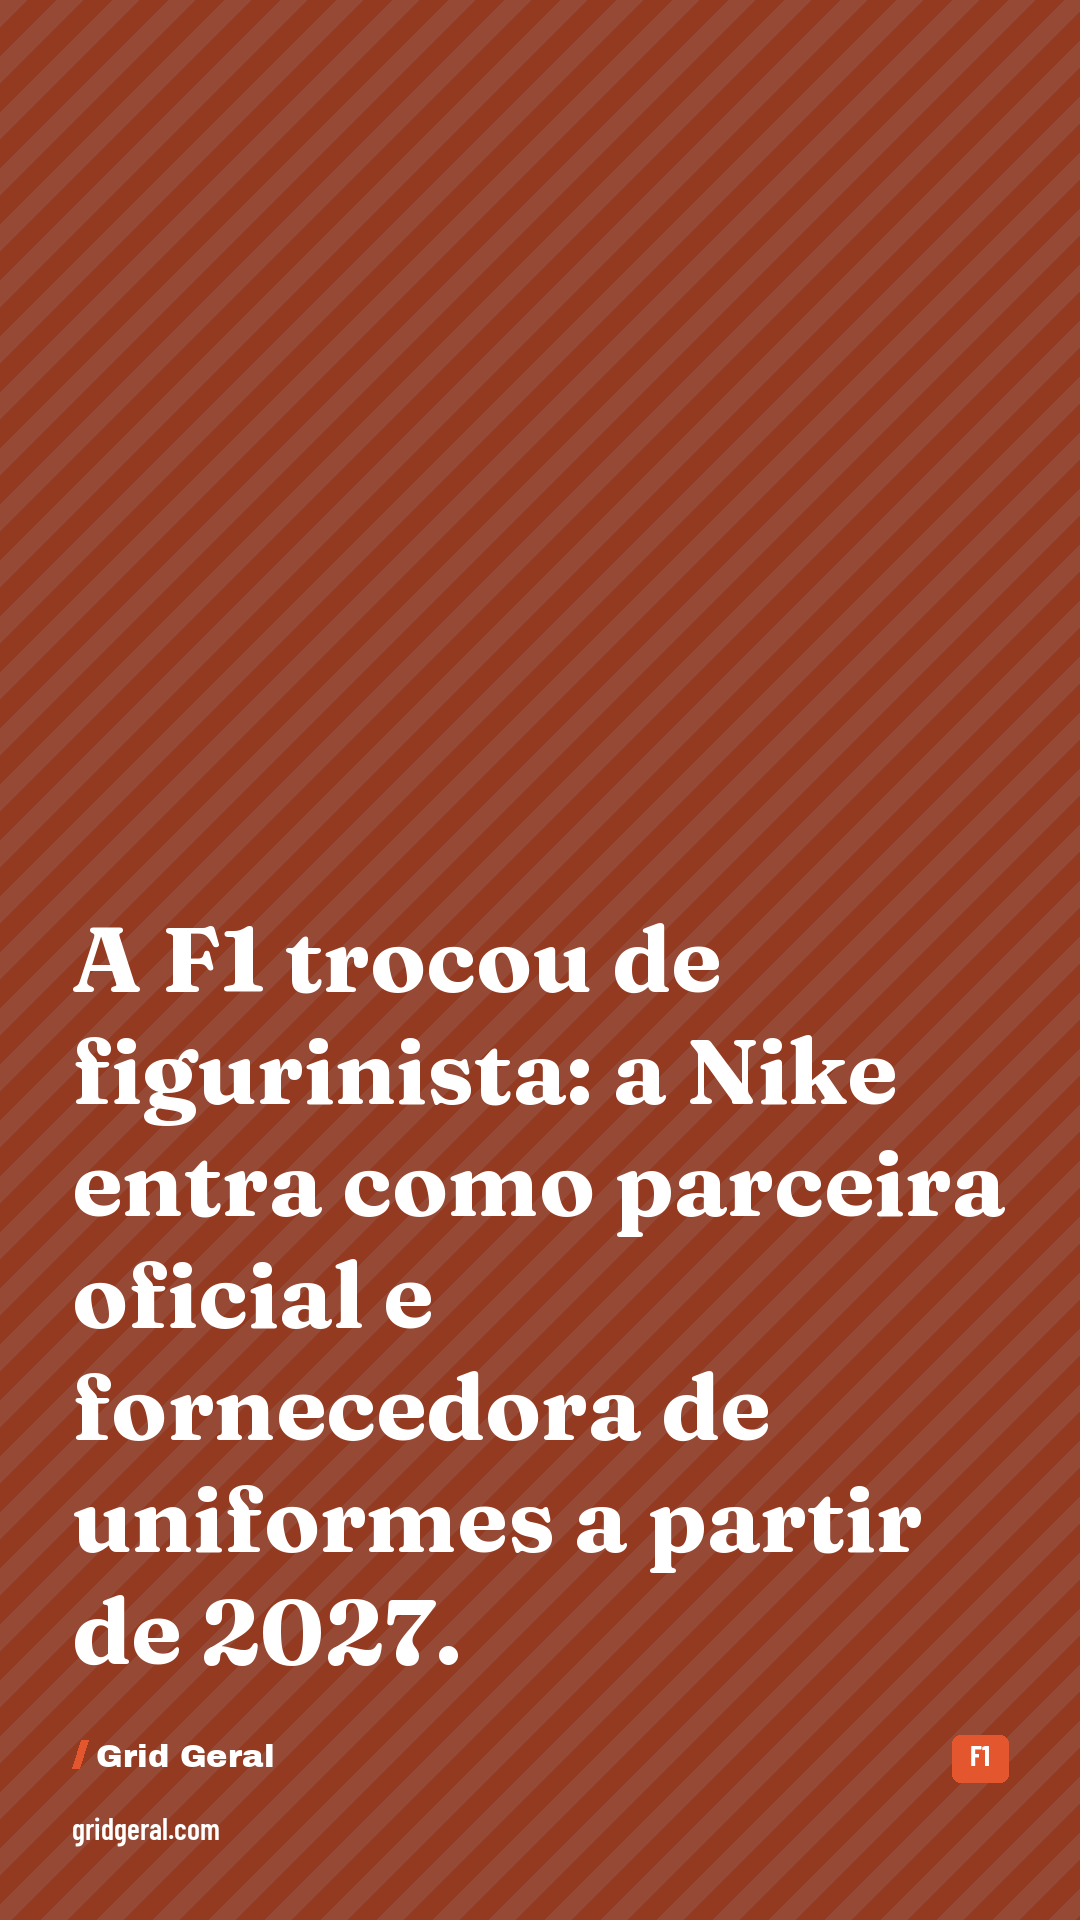 A F1 trocou de
figurinista: a Nike
entra como parceira
oficial e
fornecedora de
uniformes a partir
de 2027.
/ Grid Geral
F1
gridgeral.com